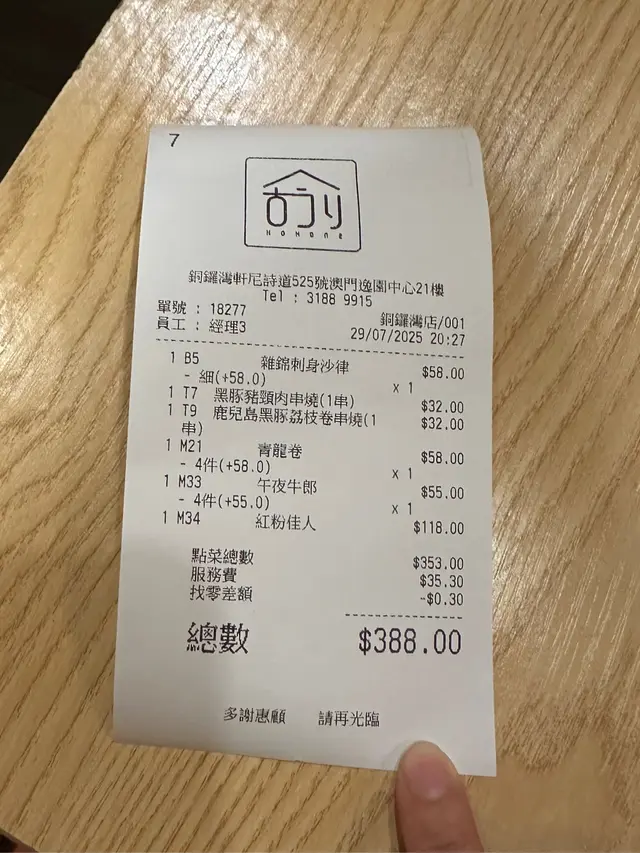 7
古うり
HOHONE
銅鑼灣軒尼詩道525號澳門逸園中心21樓
Tel : 3188 9915
單號 : 18277
銅鑼灣店/001
員工 : 經理3
29/07/2025 20:27
1 B5 雜錦刺身沙律 $58.00
- 細(+58.0) x 1
1 T7 黑豚豬頸肉串燒(1串) $32.00
1 T9 鹿兒島黑豚荔枝卷串燒(1 $32.00
串)
1 M21 青龍卷 $58.00
- 4件(+58.0) x 1
1 M33 午夜牛郎 $55.00
- 4件(+55.0) x 1
1 M34 紅粉佳人 $118.00
點菜總數 $353.00
服務費 $35.30
找零差額 -$0.30
總數 $388.00
多謝惠顧 請再光臨